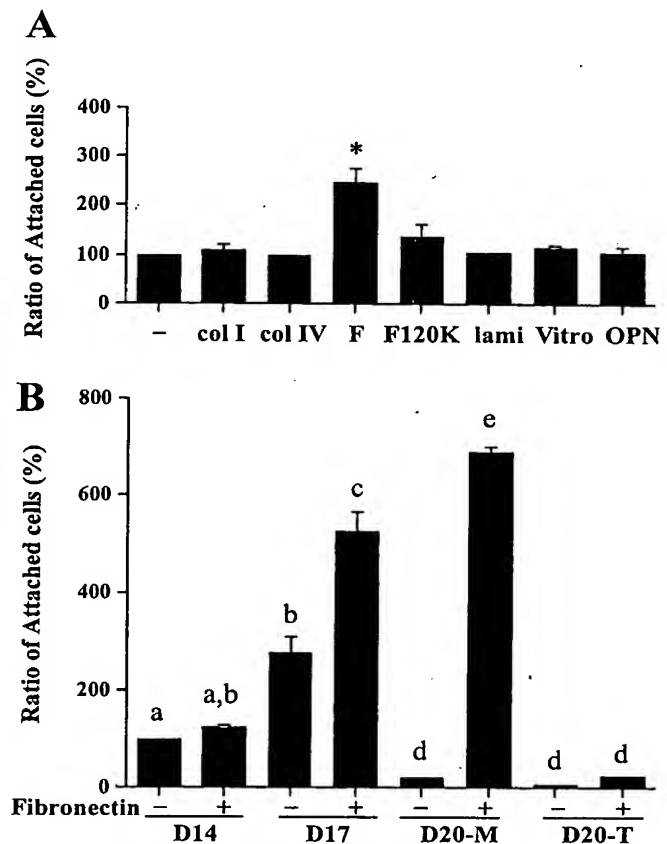 A
Ratio of Attached cells (%)
400
300
200
100
0
*
– col I col IV F F120K lami Vitro OPN
B
Ratio of Attached cells (%)
800
600
400
200
0
a
a,b
b
c
d
e
d
d
Fibronectin – + – + – + – +
D14 D17 D20-M D20-T